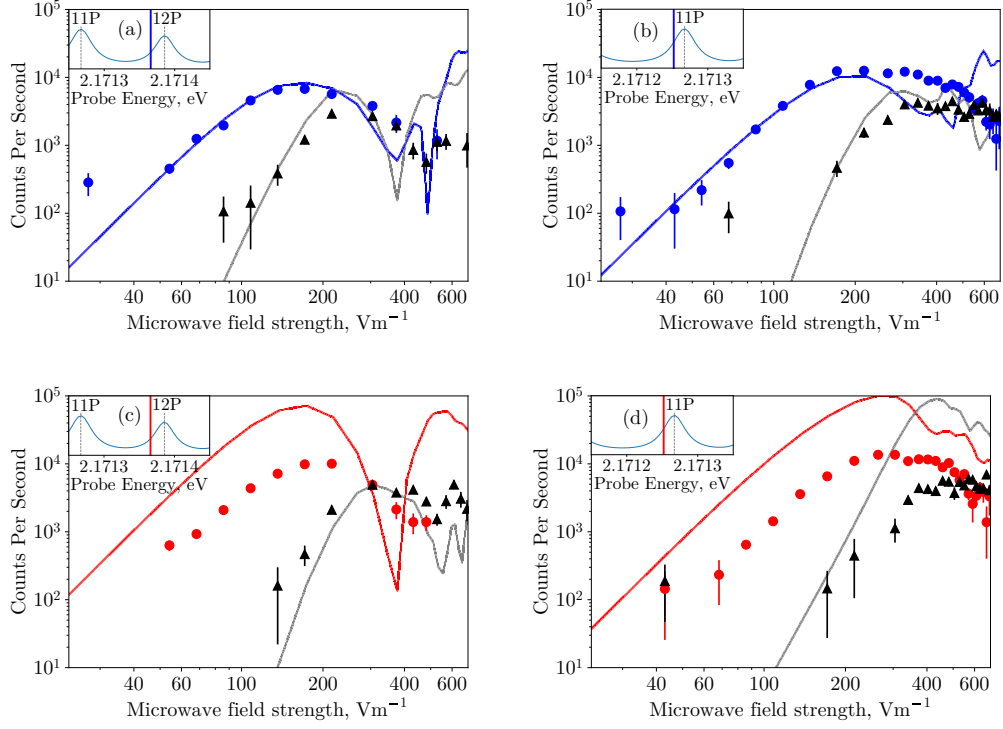 11P 12P
(a)
2.1713 2.1714
Probe Energy, eV
10^5
10^4
10^3
10^2
10^1
Counts Per Second
40 60 100 200 400 600
Microwave field strength, Vm^−1
11P
(b)
2.1712 2.1713
Probe Energy, eV
10^5
10^4
10^3
10^2
10^1
Counts Per Second
40 60 100 200 400 600
Microwave field strength, Vm^−1
11P 12P
(c)
2.1713 2.1714
Probe Energy, eV
10^5
10^4
10^3
10^2
10^1
Counts Per Second
40 60 100 200 400 600
Microwave field strength, Vm^−1
11P
(d)
2.1712 2.1713
Probe Energy, eV
10^5
10^4
10^3
10^2
10^1
Counts Per Second
40 60 100 200 400 600
Microwave field strength, Vm^−1